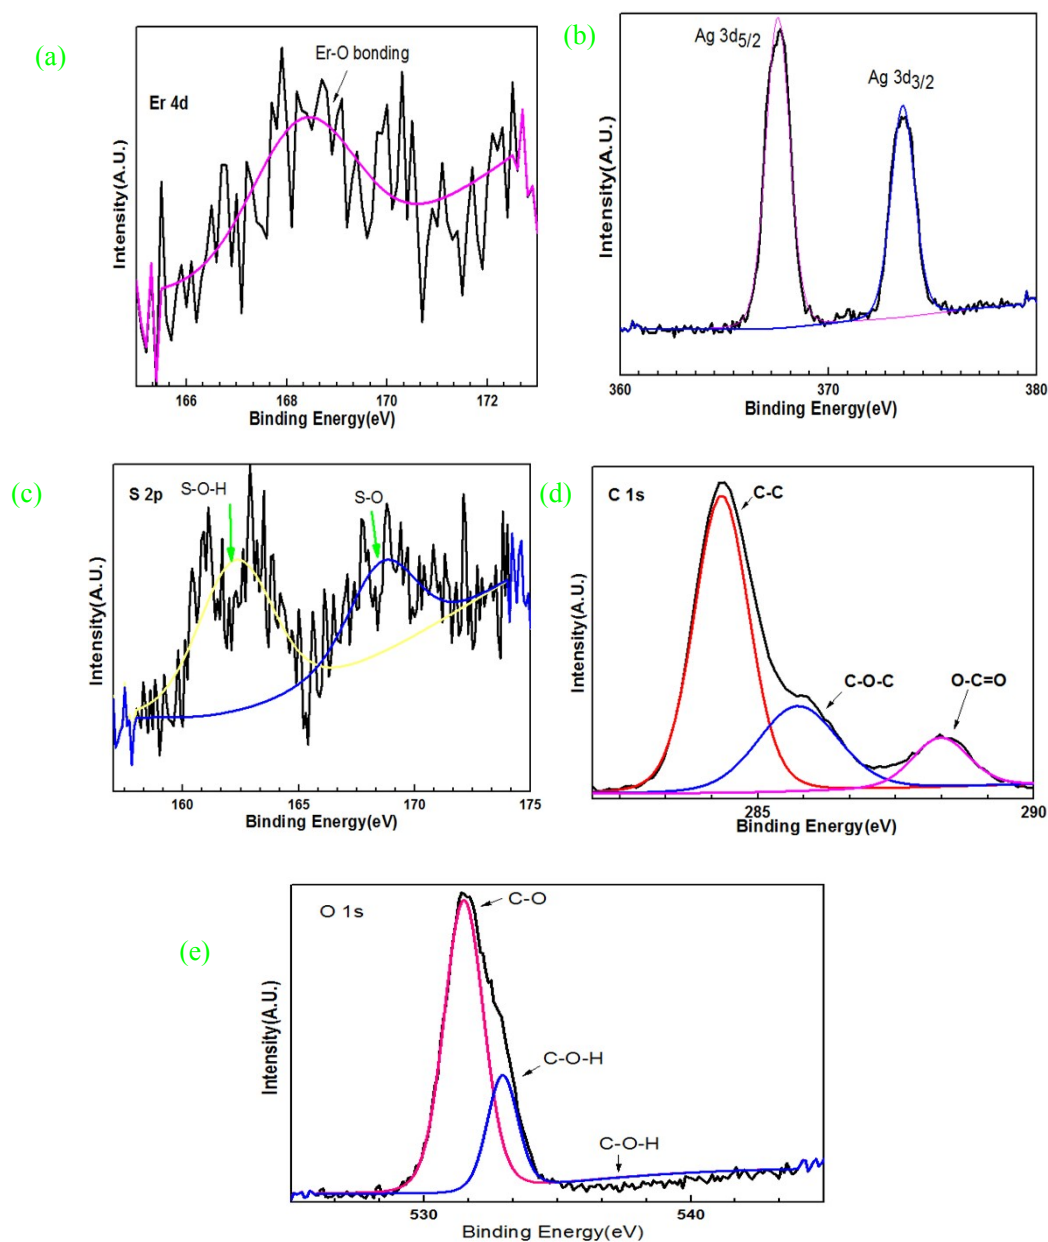 (a)
Er 4d
Er-O bonding
Intensity(A.U.)
166 168 170 172
Binding Energy(eV)
(b)
Ag 3d5/2
Ag 3d3/2
Intensity(A.U.)
360 370 380
Binding Energy(eV)
(c)
S 2p
S-O-H
S-O
Intensity(A.U.)
160 165 170 175
Binding Energy(eV)
(d)
C 1s
C-C
C-O-C
O-C=O
Intensity(A.U.)
285 290
Binding Energy(eV)
(e)
O 1s
C-O
C-O-H
C-O-H
Intensity(A.U.)
530 540
Binding Energy(eV)